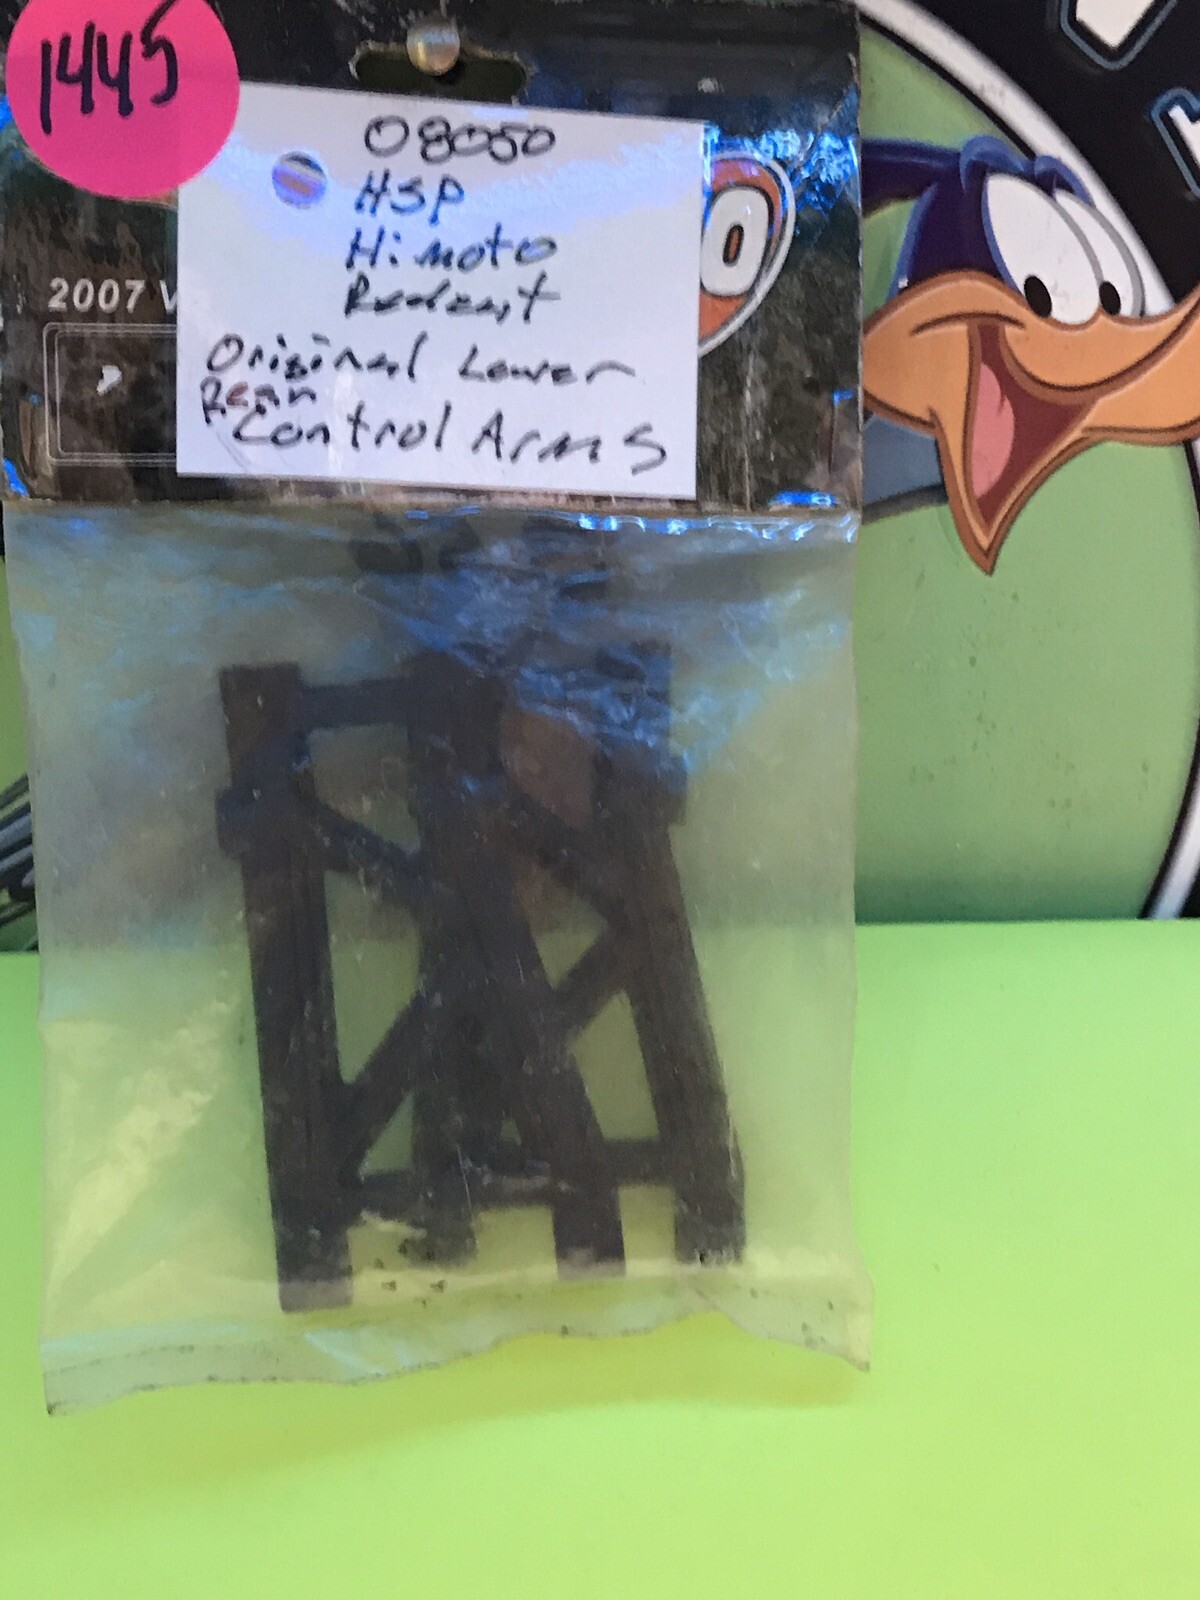 1445
08050
HSP
Himoto
Redcat
2007
Original Lower
Rear
Control Arms